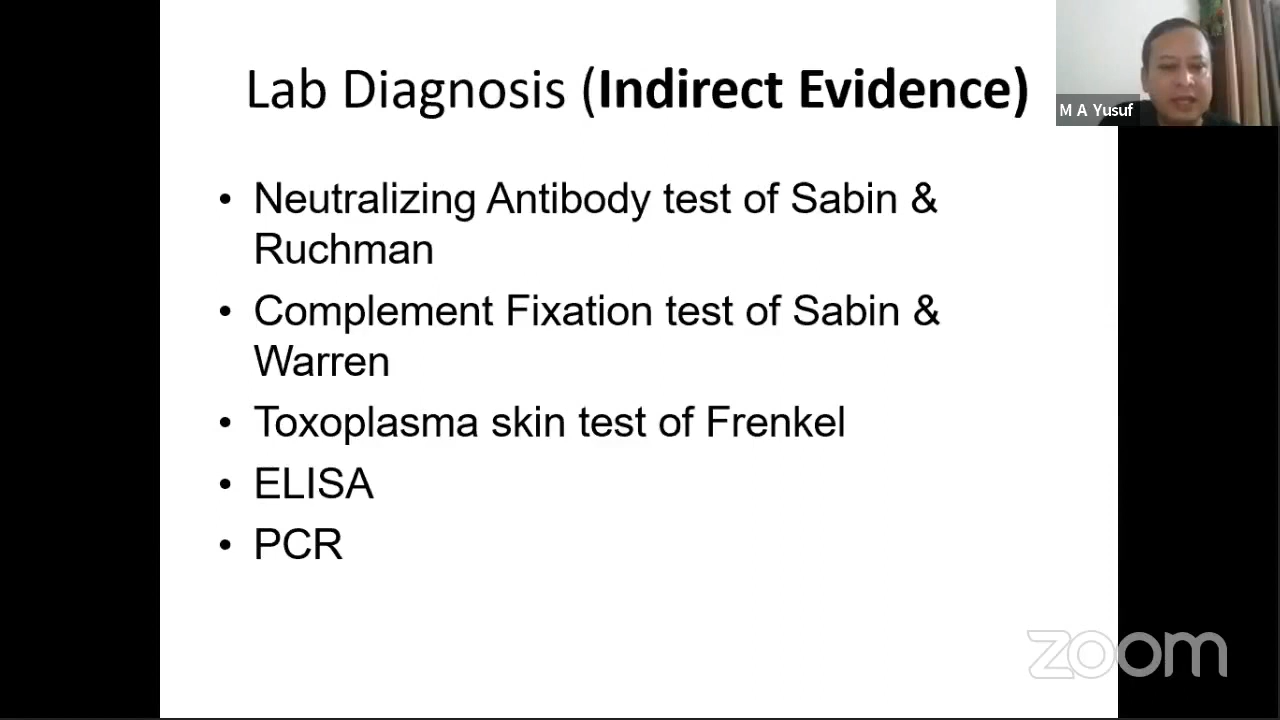 Lab Diagnosis (Indirect Evidence)
M A Yusuf
• Neutralizing Antibody test of Sabin &
Ruchman
• Complement Fixation test of Sabin &
Warren
• Toxoplasma skin test of Frenkel
• ELISA
• PCR
zoom